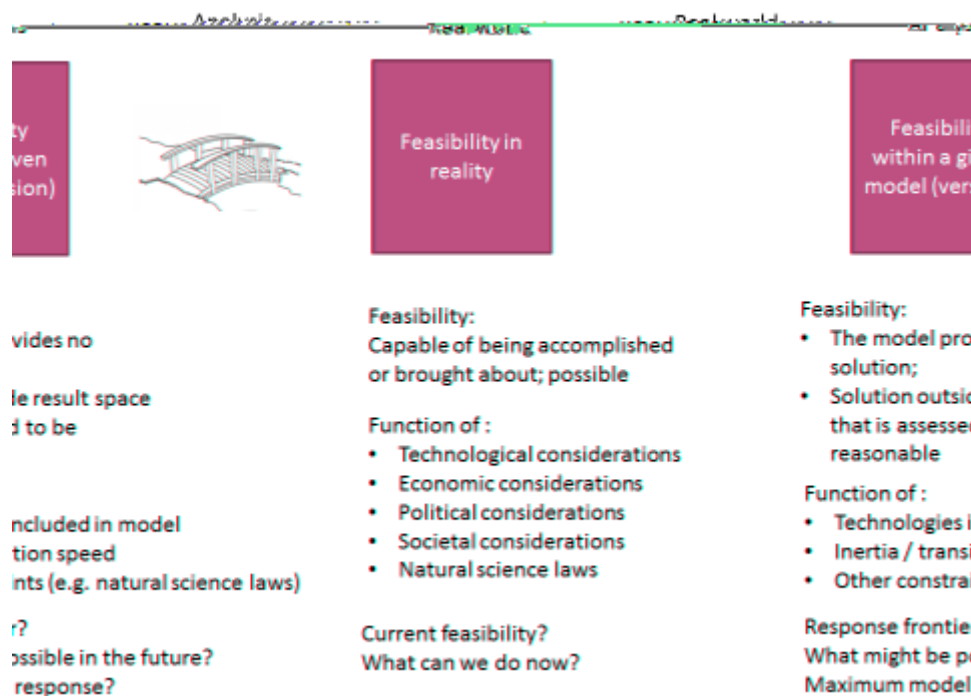 ty
ven
sion)
Feasibility in
reality
Feasibili
within a gi
model (vers
vides no
le result space
d to be
ncluded in model
tion speed
ints (e.g. natural science laws)
r?
ossible in the future?
response?
Feasibility:
Capable of being accomplished
or brought about; possible
Function of :
• Technological considerations
• Economic considerations
• Political considerations
• Societal considerations
• Natural science laws
Current feasibility?
What can we do now?
Feasibility:
• The model pro
solution;
• Solution outsid
that is assessed
reasonable
Function of :
• Technologies i
• Inertia / transi
• Other constrai
Response frontie
What might be po
Maximum model